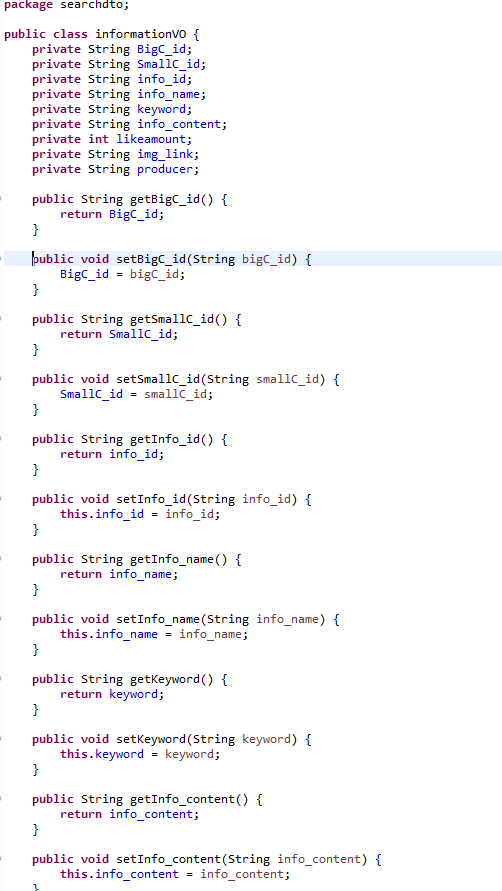 package searchdto;
public class informationVO {
private String BigC_id;
private String SmallC_id;
private String info_id;
private String info_name;
private String keyword;
private String info_content;
private int likeamount;
private String img_link;
private String producer;
public String getBigC_id() {
return BigC_id;
}
public void setBigC_id(String bigC_id) {
BigC_id = bigC_id;
}
public String getSmallC_id() {
return SmallC_id;
}
public void setSmallC_id(String smallC_id) {
SmallC_id = smallC_id;
}
public String getInfo_id() {
return info_id;
}
public void setInfo_id(String info_id) {
this.info_id = info_id;
}
public String getInfo_name() {
return info_name;
}
public void setInfo_name(String info_name) {
this.info_name = info_name;
}
public String getKeyword() {
return keyword;
}
public void setKeyword(String keyword) {
this.keyword = keyword;
}
public String getInfo_content() {
return info_content;
}
public void setInfo_content(String info_content) {
this.info_content = info_content;
}